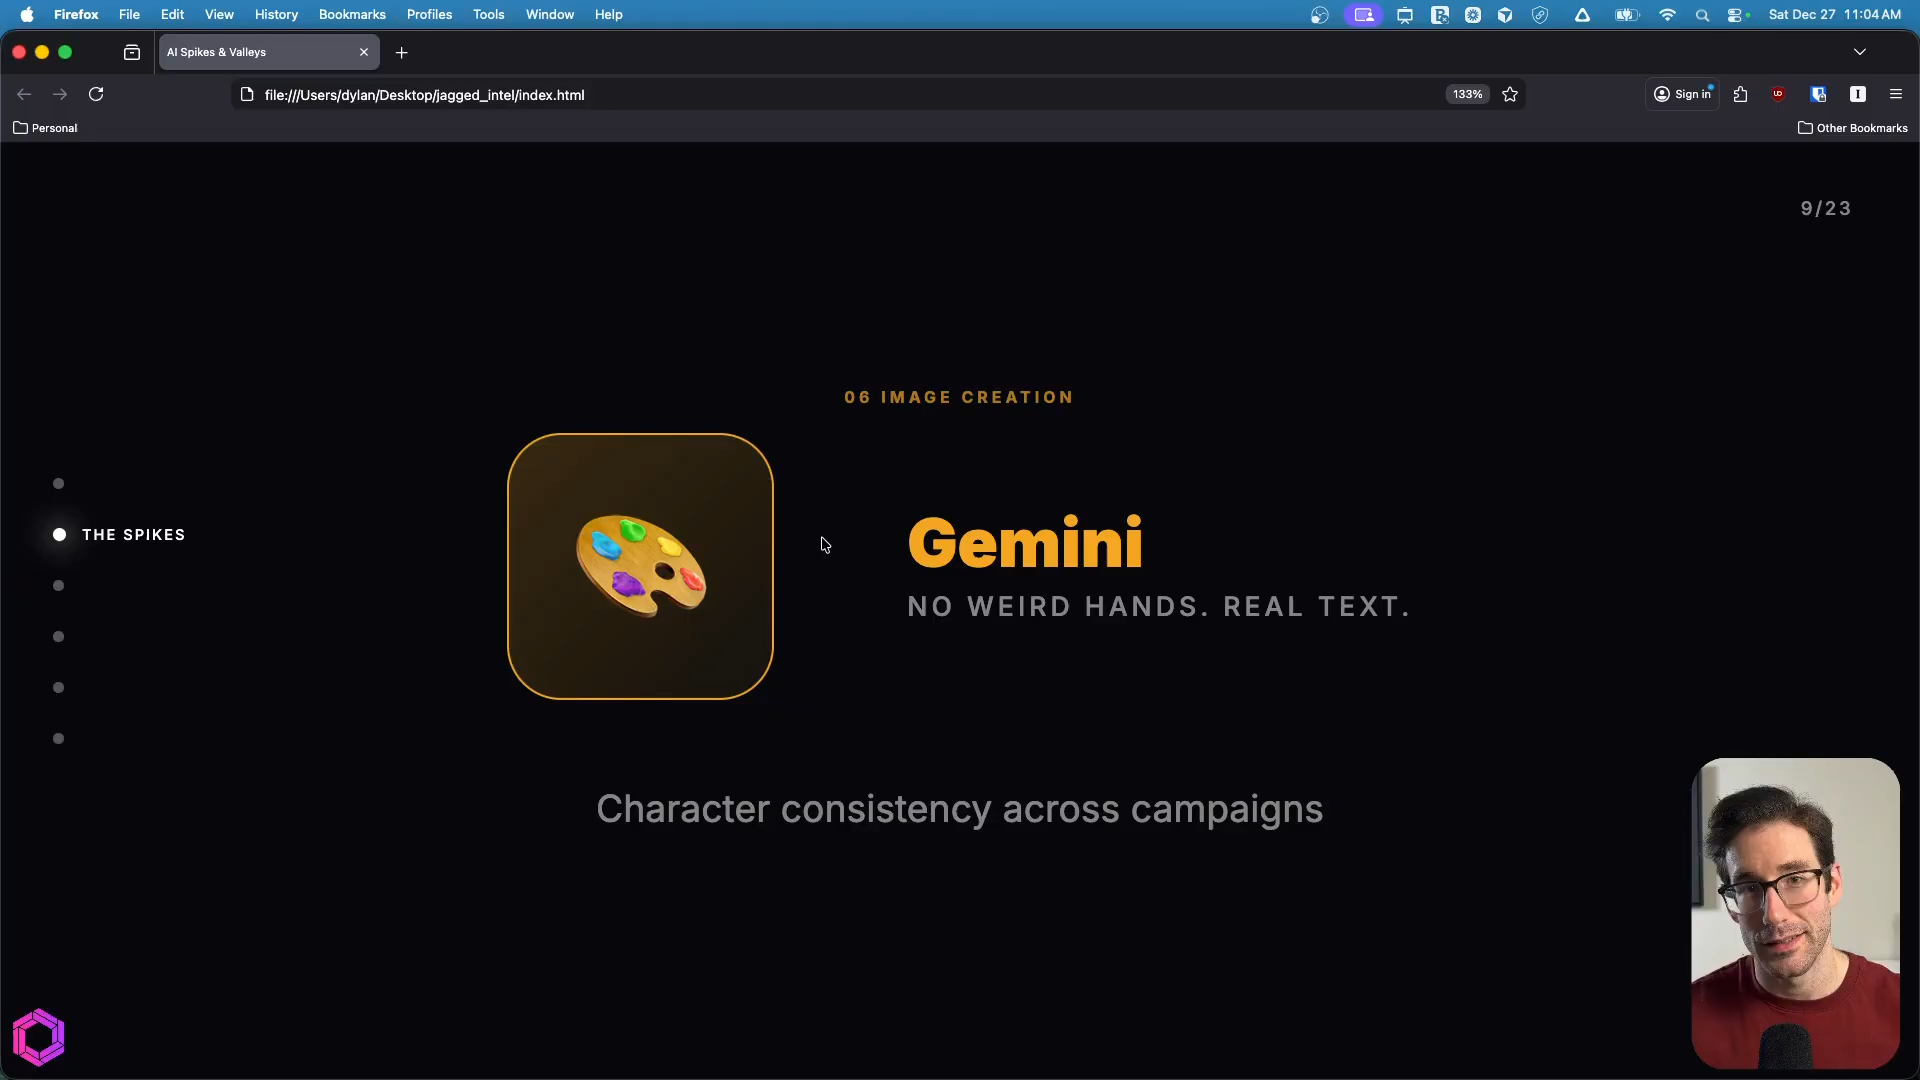 Firefox File Edit View History Bookmarks Profiles Tools Window Help Sat Dec 27 11:04 AM
AI Spikes & Valleys
file:///Users/dylan/Desktop/jagged_intel/index.html 133% Sign in
Personal Other Bookmarks
9/23
06 IMAGE CREATION
THE SPIKES
Gemini
NO WEIRD HANDS. REAL TEXT.
Character consistency across campaigns